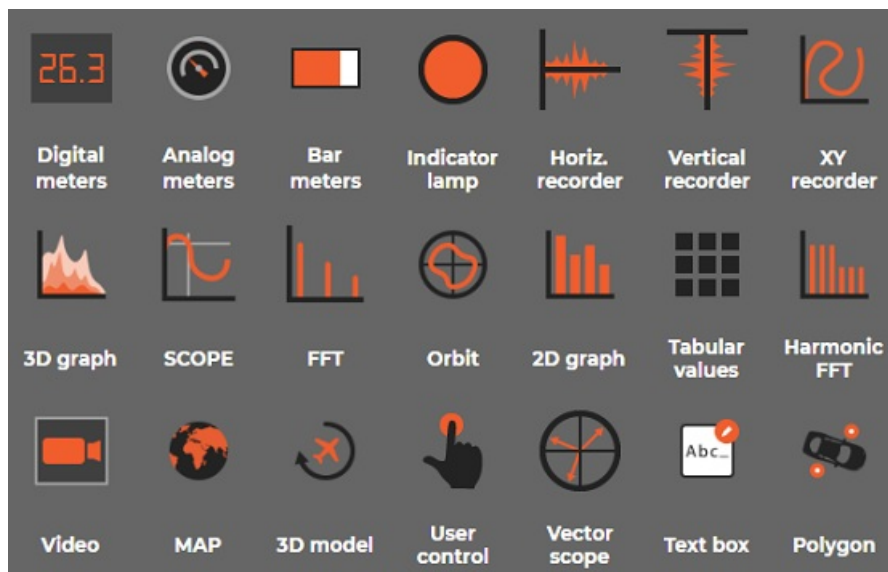 26.3
Digital
meters
Analog
meters
Bar
meters
Indicator
lamp
Horiz.
recorder
Vertical
recorder
XY
recorder
3D graph
SCOPE
FFT
Orbit
2D graph
Tabular
values
Harmonic
FFT
Abc_
Video
MAP
3D model
User
control
Vector
scope
Text box
Polygon